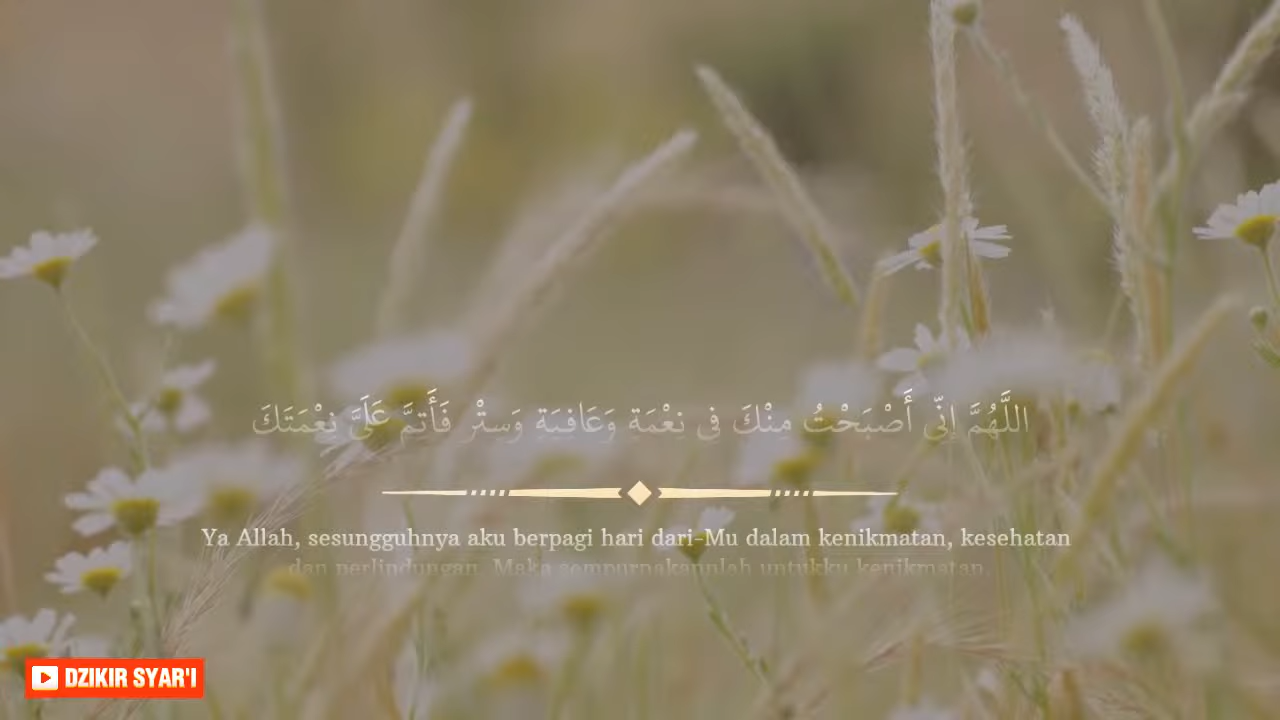 اللَّهُمَّ إِنِّي أَصْبَحْتُ مِنْكَ فِي نِعْمَةٍ وَعَافِيَةٍ وَسِتْرٍ فَأَتِمَّ عَلَيَّ نِعْمَتَكَ
Ya Allah, sesungguhnya aku berpagi hari dari-Mu dalam kenikmatan, kesehatan
dan perlindungan. Maka sempurnakannlah untukku kenikmatan,
DZIKIR SYAR'I